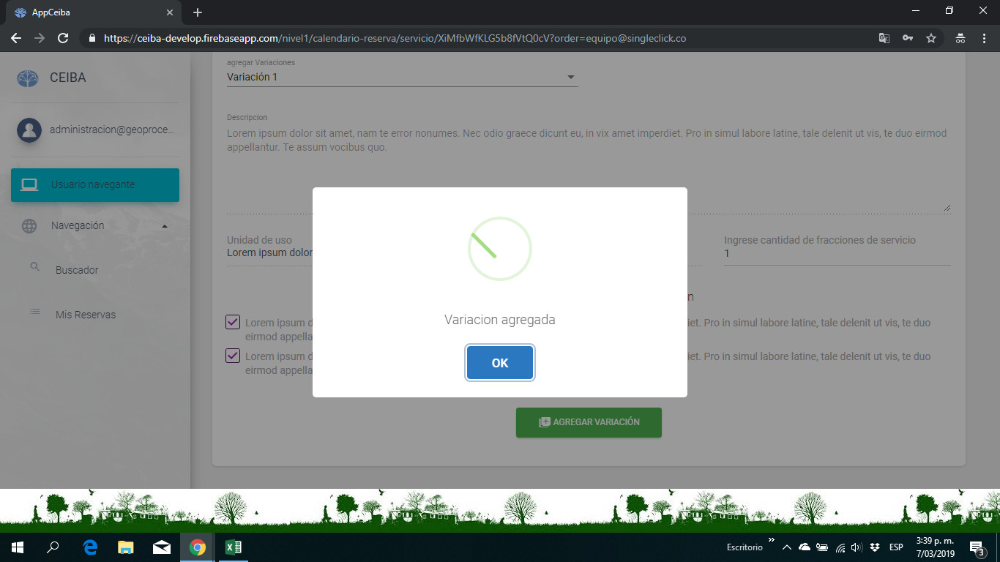 AppCeiba
https://ceiba-develop.firebaseapp.com/nivel1/calendario-reserva/servicio/XiMfbWfKLG5b8fVtQ0cV?order=equipo@singleclick.co
CEIBA
administracion@geoproce...
Usuario navegante
Navegación
Buscador
Mis Reservas
agregar Variaciones
Variación 1
Descripcion
Lorem ipsum dolor sit amet, nam te error nonumes. Nec odio graece dicunt eu, in vix amet imperdiet. Pro in simul labore latine, tale delenit ut vis, te duo eirmod
appellantur. Te assum vocibus quo.
Unidad de uso
Lorem ipsum dolor
Ingrese cantidad de fracciones de servicio
1
n
Lorem ipsum d
iet. Pro in simul labore latine, tale delenit ut vis, te duo
eirmod appella
Lorem ipsum d
iet. Pro in simul labore latine, tale delenit ut vis, te duo
eirmod appella
Variacion agregada
OK
AGREGAR VARIACIÓN
Escritorio
ESP
3:39 p. m.
7/03/2019
3